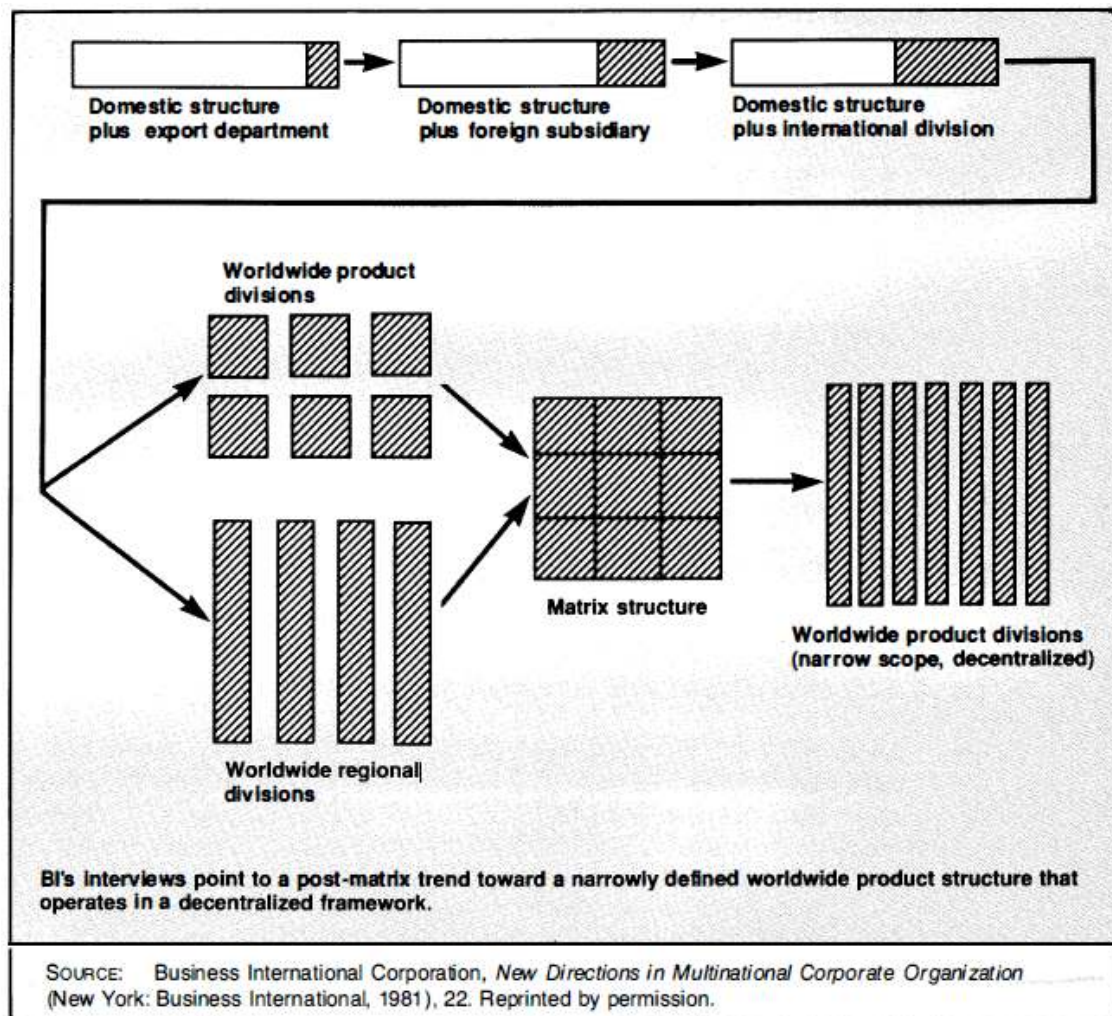 Domestic structure
plus export department
Domestic structure
plus foreign subsidiary
Domestic structure
plus international division
Worldwide product
divisions
Matrix structure
Worldwide product divisions
(narrow scope, decentralized)
Worldwide regional
divisions
BI's interviews point to a post-matrix trend toward a narrowly defined worldwide product structure that
operates in a decentralized framework.
SOURCE: Business International Corporation, New Directions in Multinational Corporate Organization
(New York: Business International, 1981), 22. Reprinted by permission.